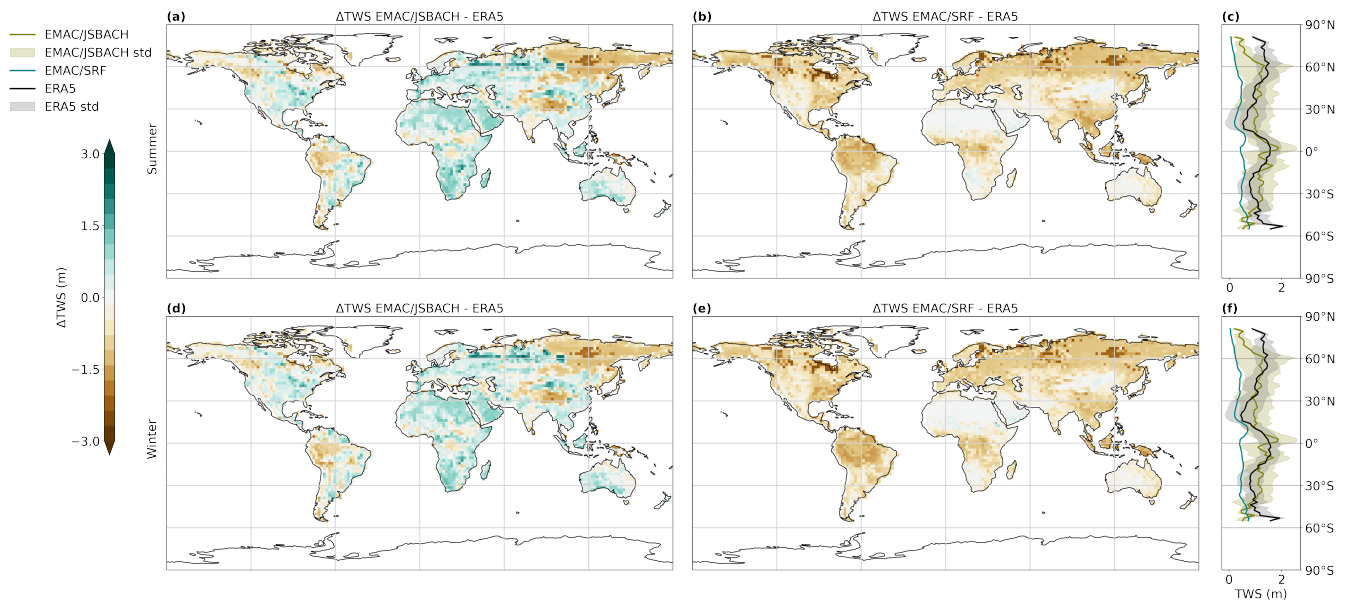 (a) ΔTWS EMAC/JSBACH - ERA5
(b) ΔTWS EMAC/SRF - ERA5
(c)
EMAC/JSBACH
EMAC/JSBACH std
EMAC/SRF
ERA5
ERA5 std
3.0
1.5
0.0
−1.5
−3.0
ΔTWS (m)
Summer
90°N
60°N
30°N
0°
30°S
60°S
90°S
0 2
(d) ΔTWS EMAC/JSBACH - ERA5
(e) ΔTWS EMAC/SRF - ERA5
(f)
Winter
90°N
60°N
30°N
0°
30°S
60°S
90°S
0 2
TWS (m)